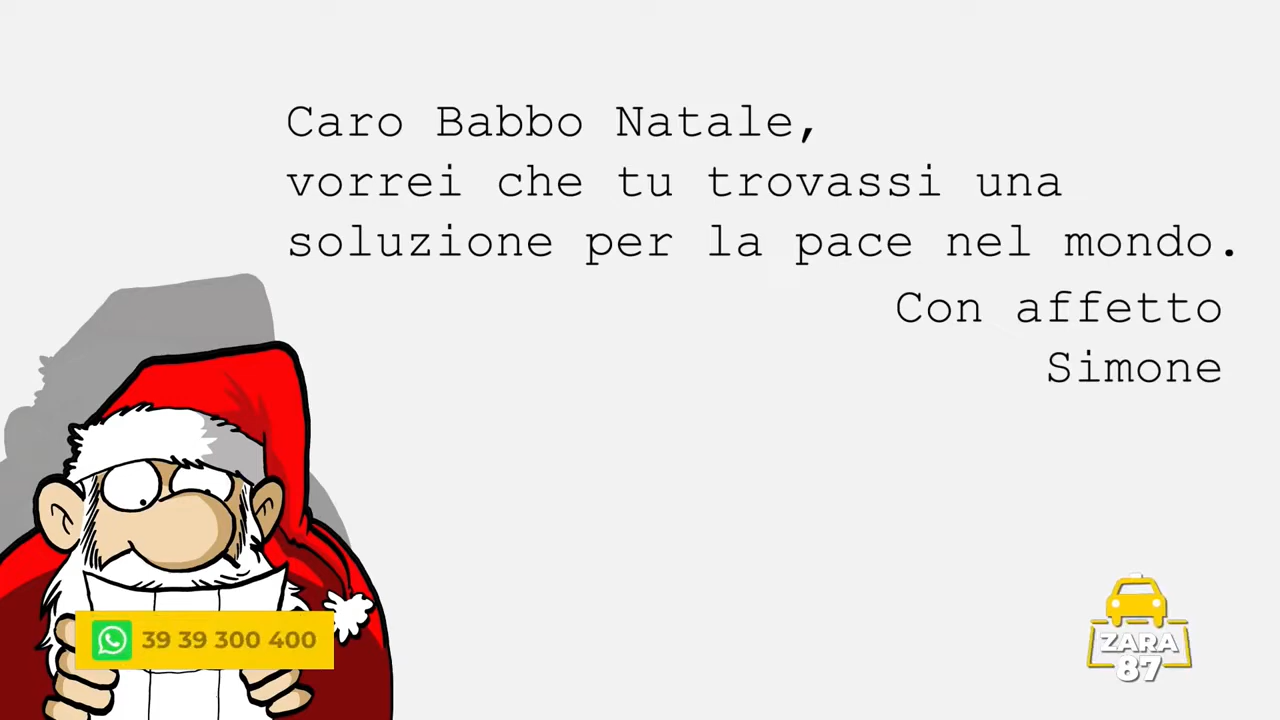 Caro Babbo Natale,
vorrei che tu trovassi una
soluzione per la pace nel mondo.
Con affetto
Simone
39 39 300 400
ZARA
87